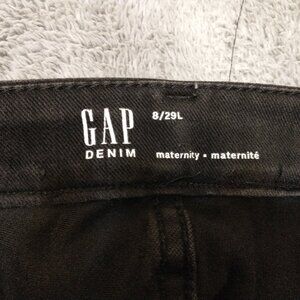 GAP
DENIM
8/29L
maternity • maternité